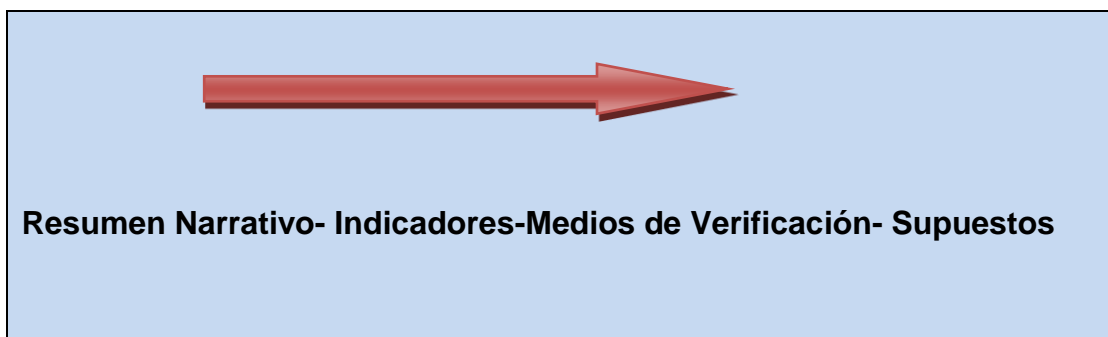 Resumen Narrativo- Indicadores-Medios de Verificación- Supuestos